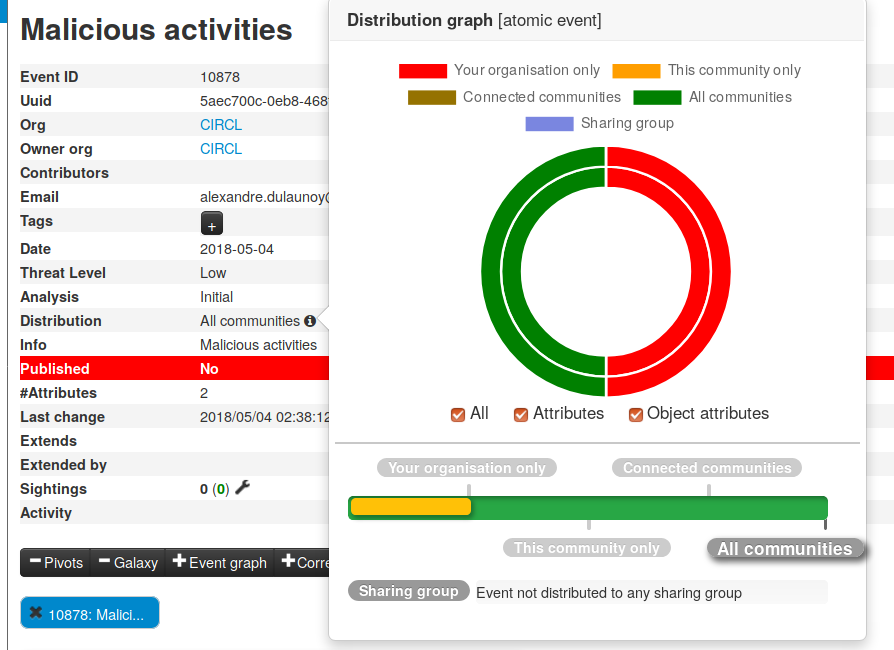 Malicious activities
Event ID 10878
Uuid 5aec700c-0eb8-468
Org CIRCL
Owner org CIRCL
Contributors
Email alexandre.dulaunoy@
Tags +
Date 2018-05-04
Threat Level Low
Analysis Initial
Distribution All communities
Info Malicious activities
Published No
#Attributes 2
Last change 2018/05/04 02:38:12
Extends
Extended by
Sightings 0 (0)
Activity
Pivots Galaxy Event graph Corre
10878: Malici...
Distribution graph [atomic event]
Your organisation only This community only
Connected communities All communities
Sharing group
All Attributes Object attributes
Your organisation only Connected communities
This community only All communities
Sharing group Event not distributed to any sharing group